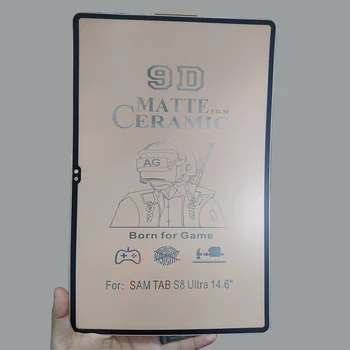 9D
MATTE FILM
CERAMIC
AG
Born for Game
For: SAM TAB S8 Ultra 14.6"